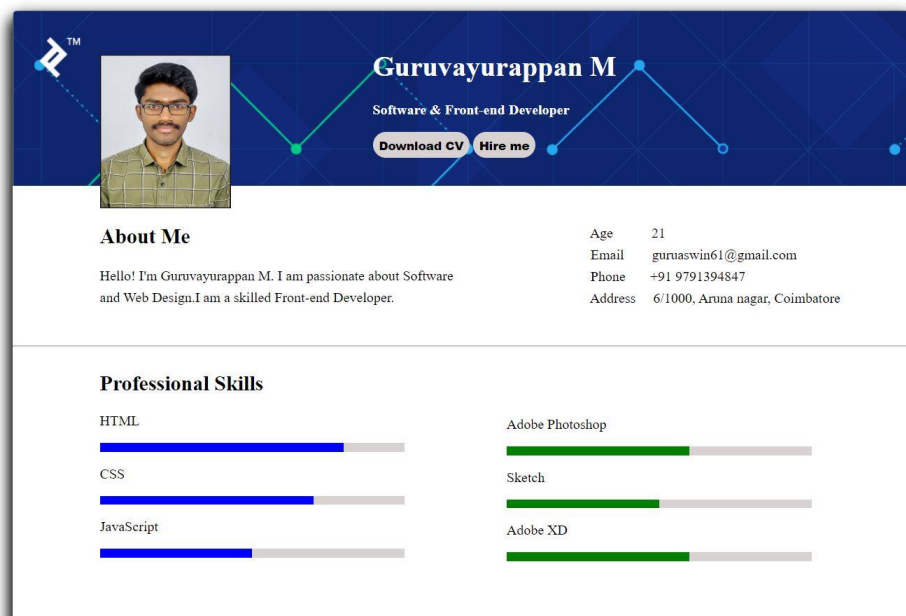 TM
Guruvayurappan M
Software & Front-end Developer
Download CV Hire me
About Me
Hello! I'm Guruvayurappan M. I am passionate about Software
and Web Design.I am a skilled Front-end Developer.
Age 21
Email guruaswin61@gmail.com
Phone +91 9791394847
Address 6/1000, Aruna nagar, Coimbatore
Professional Skills
HTML
CSS
JavaScript
Adobe Photoshop
Sketch
Adobe XD